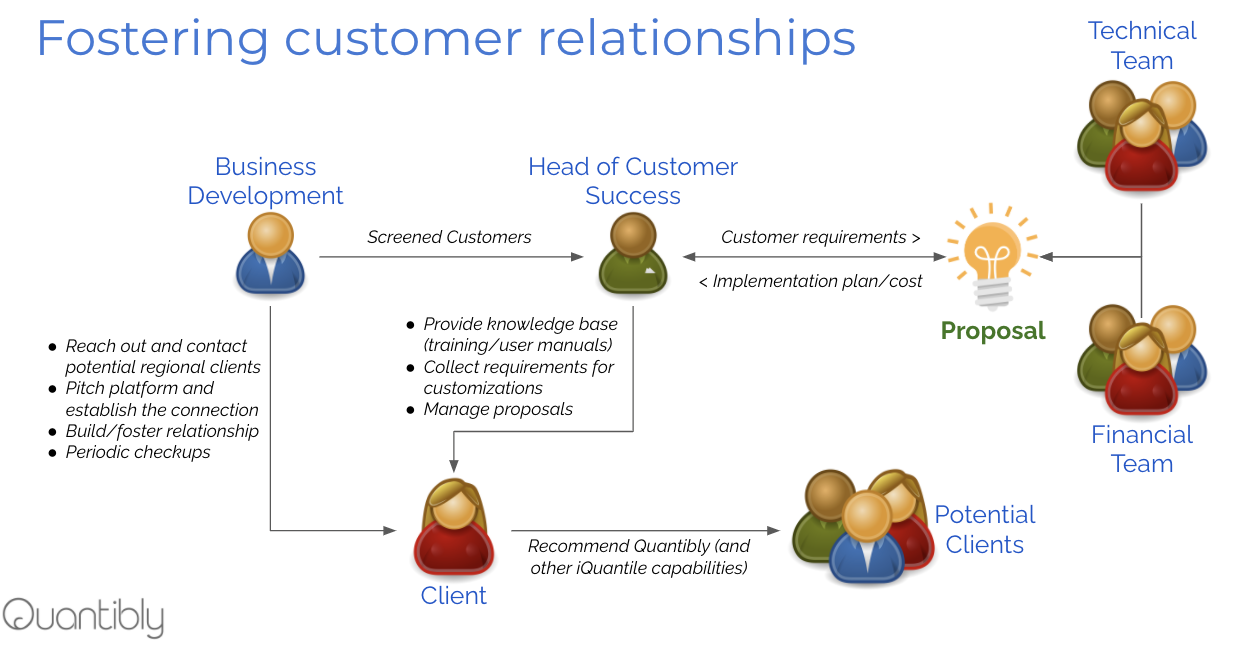 Fostering customer relationships
Technical
Team
Business
Development
Head of Customer
Success
Screened Customers
Customer requirements >
< Implementation plan/cost
Proposal
● Reach out and contact
potential regional clients
● Pitch platform and
establish the connection
● Build/foster relationship
● Periodic checkups
● Provide knowledge base
(training/user manuals)
● Collect requirements for
customizations
● Manage proposals
Financial
Team
Client
Recommend Quantibly (and
other iQuantile capabilities)
Potential
Clients
Quantibly